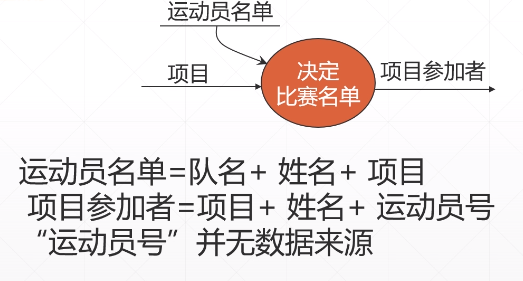 运动员名单
项目
决定
比赛名单
项目参加者
运动员名单=队名+ 姓名+ 项目
项目参加者=项目+ 姓名+ 运动员号
“运动员号”并无数据来源